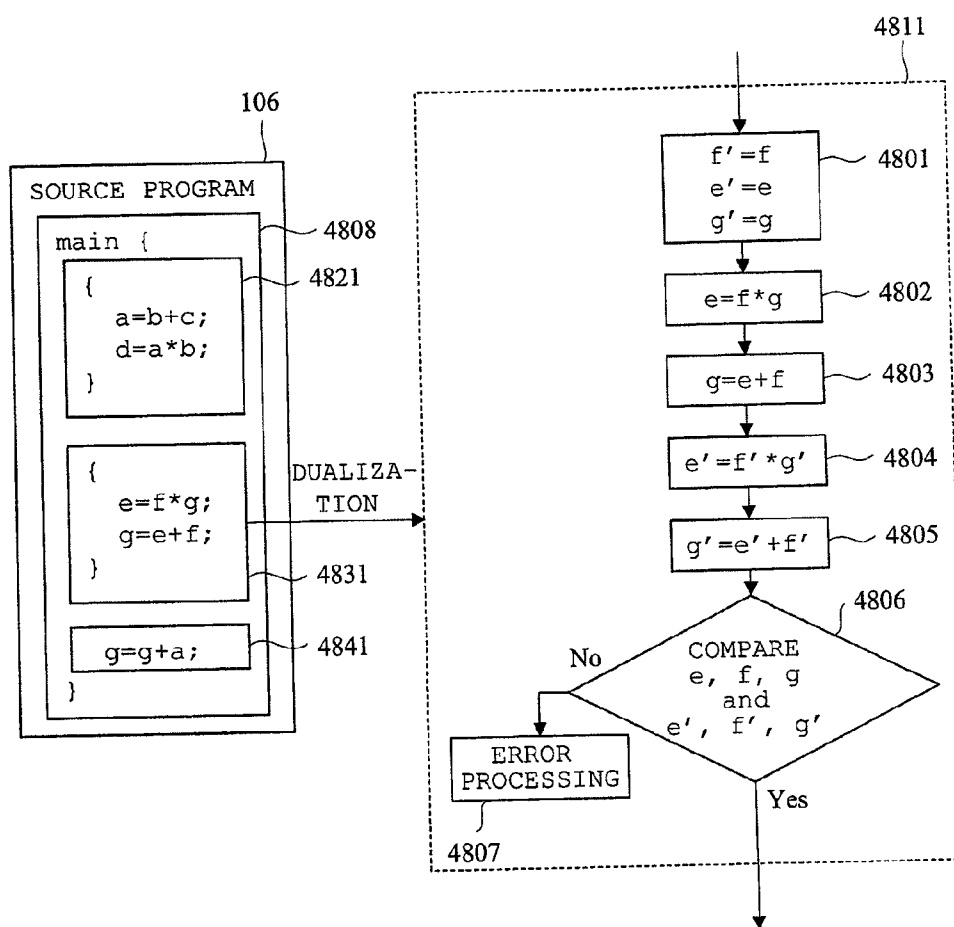 4811
106
SOURCE PROGRAM
4808
main {
4821
{
a=b+c;
d=a*b;
}
{
e=f*g;
g=e+f;
}
4831
g=g+a;
4841
}
DUALIZA-
TION
f'=f
e'=e
g'=g
4801
e=f*g
4802
g=e+f
4803
e'=f'*g'
4804
g'=e'+f'
4805
4806
COMPARE
e, f, g
and
e', f', g'
No
ERROR
PROCESSING
4807
Yes